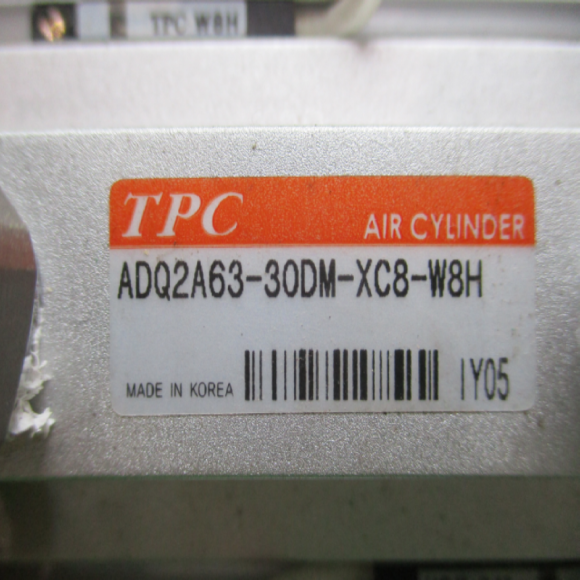 TPC W8H
TPC AIR CYLINDER
ADQ2A63-30DM-XC8-W8H
MADE IN KOREA IY05